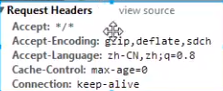 Request Headers view source
Accept: */*
Accept-Encoding: gzip,deflate,sdch
Accept-Language: zh-CN,zh;q=0.8
Cache-Control: max-age=0
Connection: keep-alive